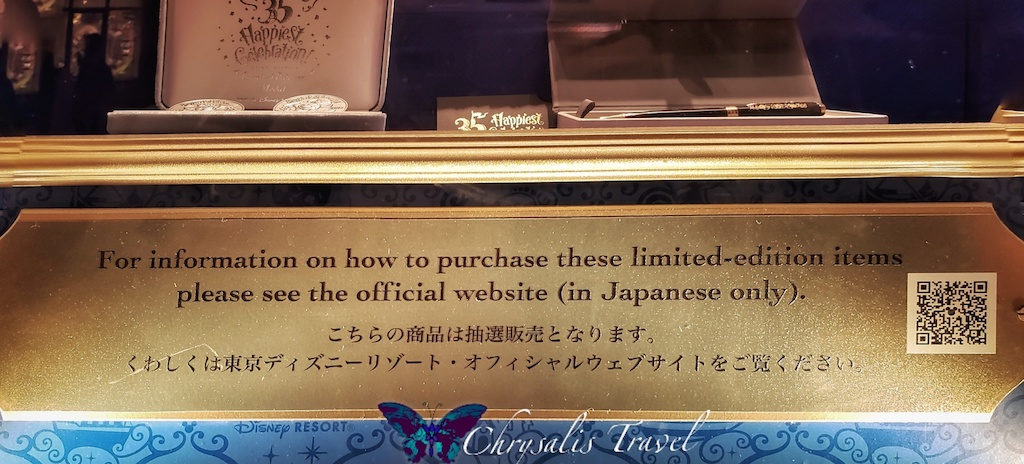 35
Happiest
Celebration!
35 Happiest
For information on how to purchase these limited-edition items
please see the official website (in Japanese only).
こちらの商品は抽選販売となります。
くわしくは東京ディズニーリゾート・オフィシャルウェブサイトをご覧ください。
Disney RESORT®
Chrysalis Travel